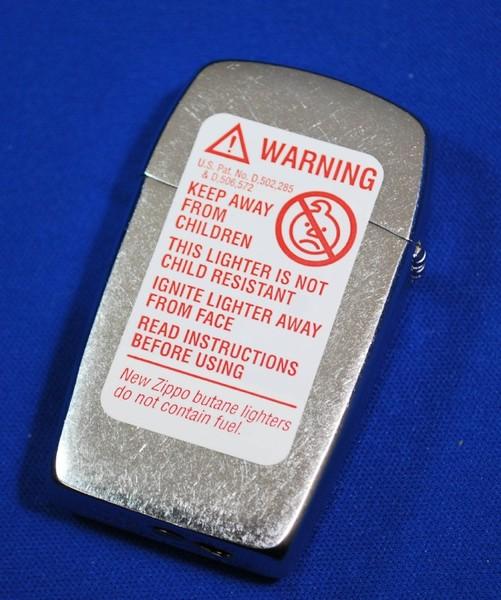 WARNING
U.S. Pat. No. D,502,285
& D,506,572
KEEP AWAY
FROM
CHILDREN
THIS LIGHTER IS NOT
CHILD RESISTANT
IGNITE LIGHTER AWAY
FROM FACE
READ INSTRUCTIONS
BEFORE USING
New Zippo butane lighters
do not contain fuel.